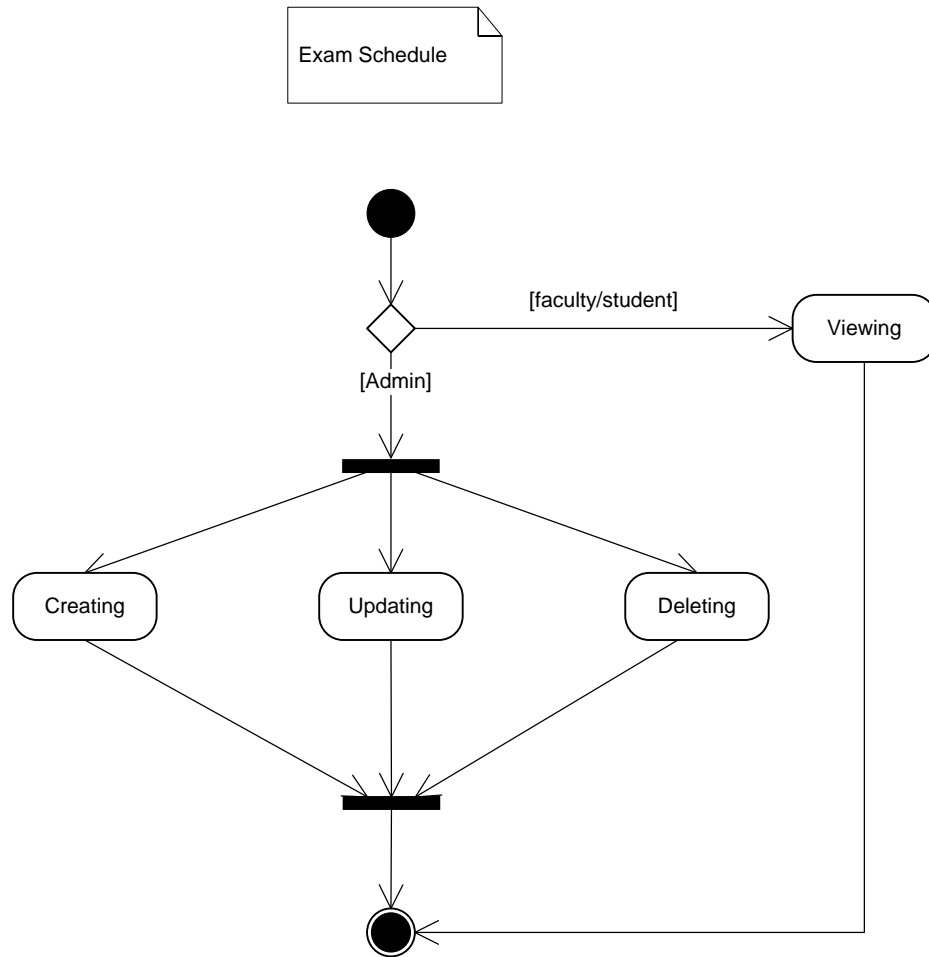 Exam Schedule
[faculty/student]
Viewing
[Admin]
Creating
Updating
Deleting